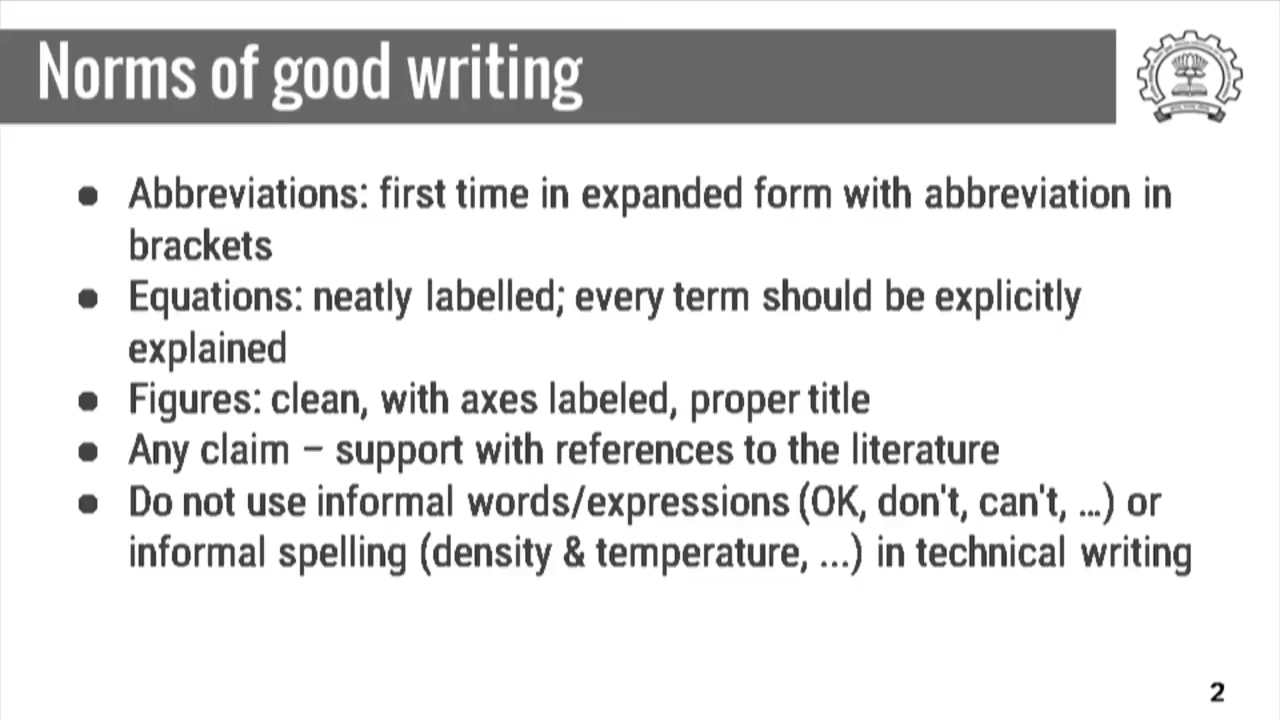 Norms of good writing
● Abbreviations: first time in expanded form with abbreviation in
brackets
● Equations: neatly labelled; every term should be explicitly
explained
● Figures: clean, with axes labeled, proper title
● Any claim – support with references to the literature
● Do not use informal words/expressions (OK, don't, can't, ...) or
informal spelling (density & temperature, ...) in technical writing
2